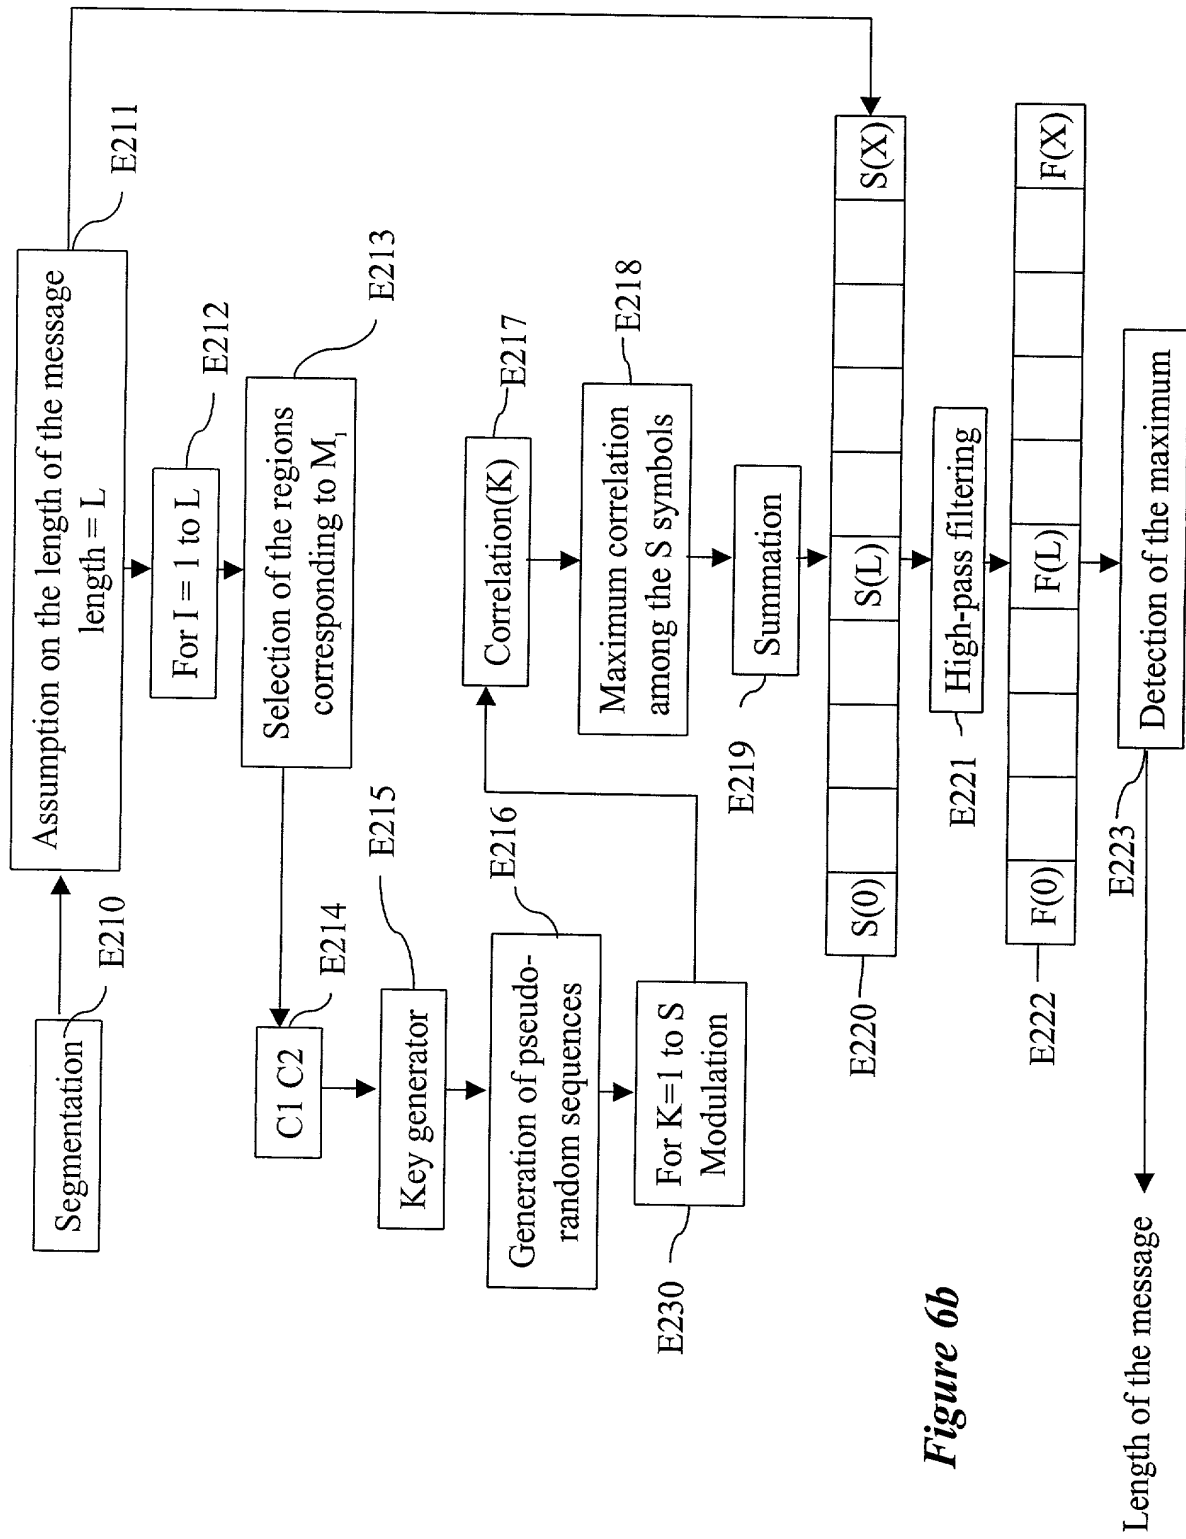 Segmentation
E210
Assumption on the length of the message
length = L
E211
For I = 1 to L
E212
Selection of the regions
corresponding to M1
E213
C1 C2
E214
Key generator
E215
Generation of pseudo-
random sequences
E216
For K=1 to S
Modulation
E230
Correlation(K)
E217
Maximum correlation
among the S symbols
E218
Summation
E219
S(0)
S(L)
S(X)
E220
High-pass filtering
E221
F(0)
F(L)
F(X)
E222
Detection of the maximum
E223
Length of the message
Figure 6b